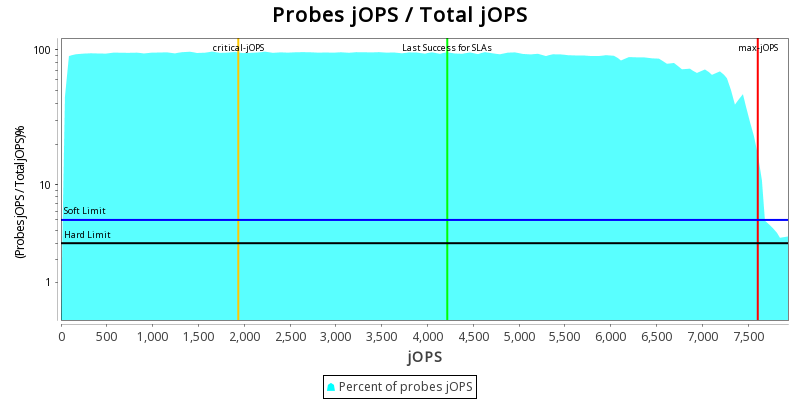 Probes jOPS / Total jOPS
critical-jOPS
Last Success for SLAs
max-jOPS
100
10
1
(Probes jOPS / Total jOPS)%
Soft Limit
Hard Limit
0
500
1,000
1,500
2,000
2,500
3,000
3,500
4,000
4,500
5,000
5,500
6,000
6,500
7,000
7,500
jOPS
Percent of probes jOPS